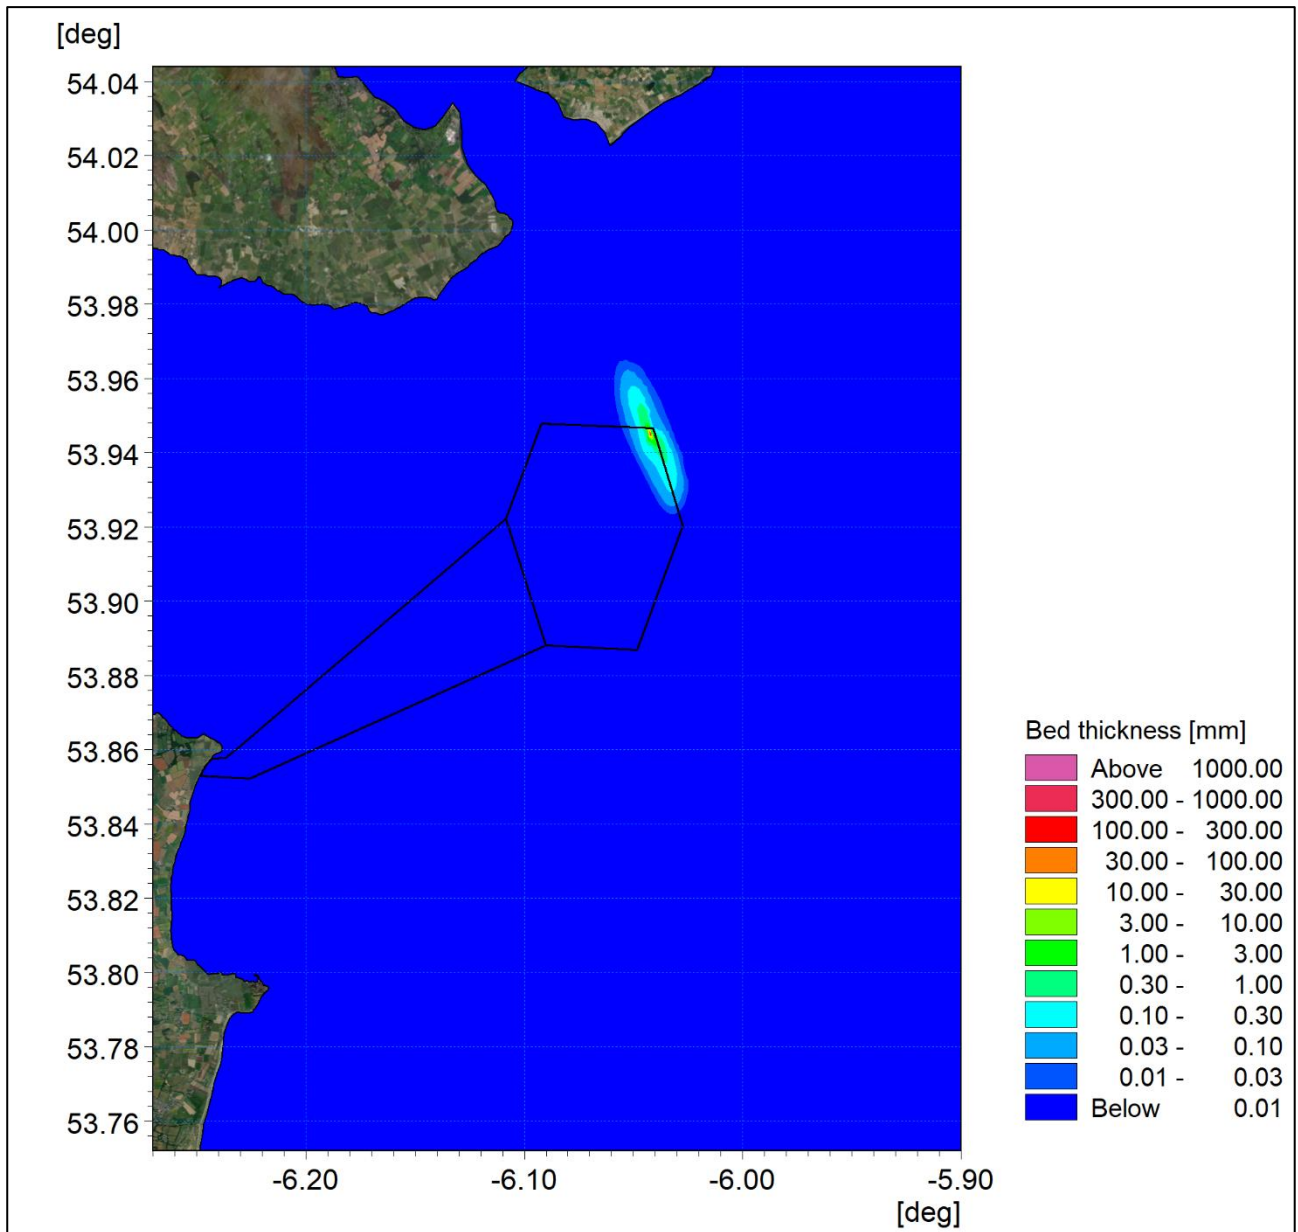 [deg]
54.04
54.02
54.00
53.98
53.96
53.94
53.92
53.90
53.88
53.86
53.84
53.82
53.80
53.78
53.76
-6.20 -6.10 -6.00 -5.90
[deg]
Bed thickness [mm]
Above 1000.00
300.00 - 1000.00
100.00 - 300.00
30.00 - 100.00
10.00 - 30.00
3.00 - 10.00
1.00 - 3.00
0.30 - 1.00
0.10 - 0.30
0.03 - 0.10
0.01 - 0.03
Below 0.01